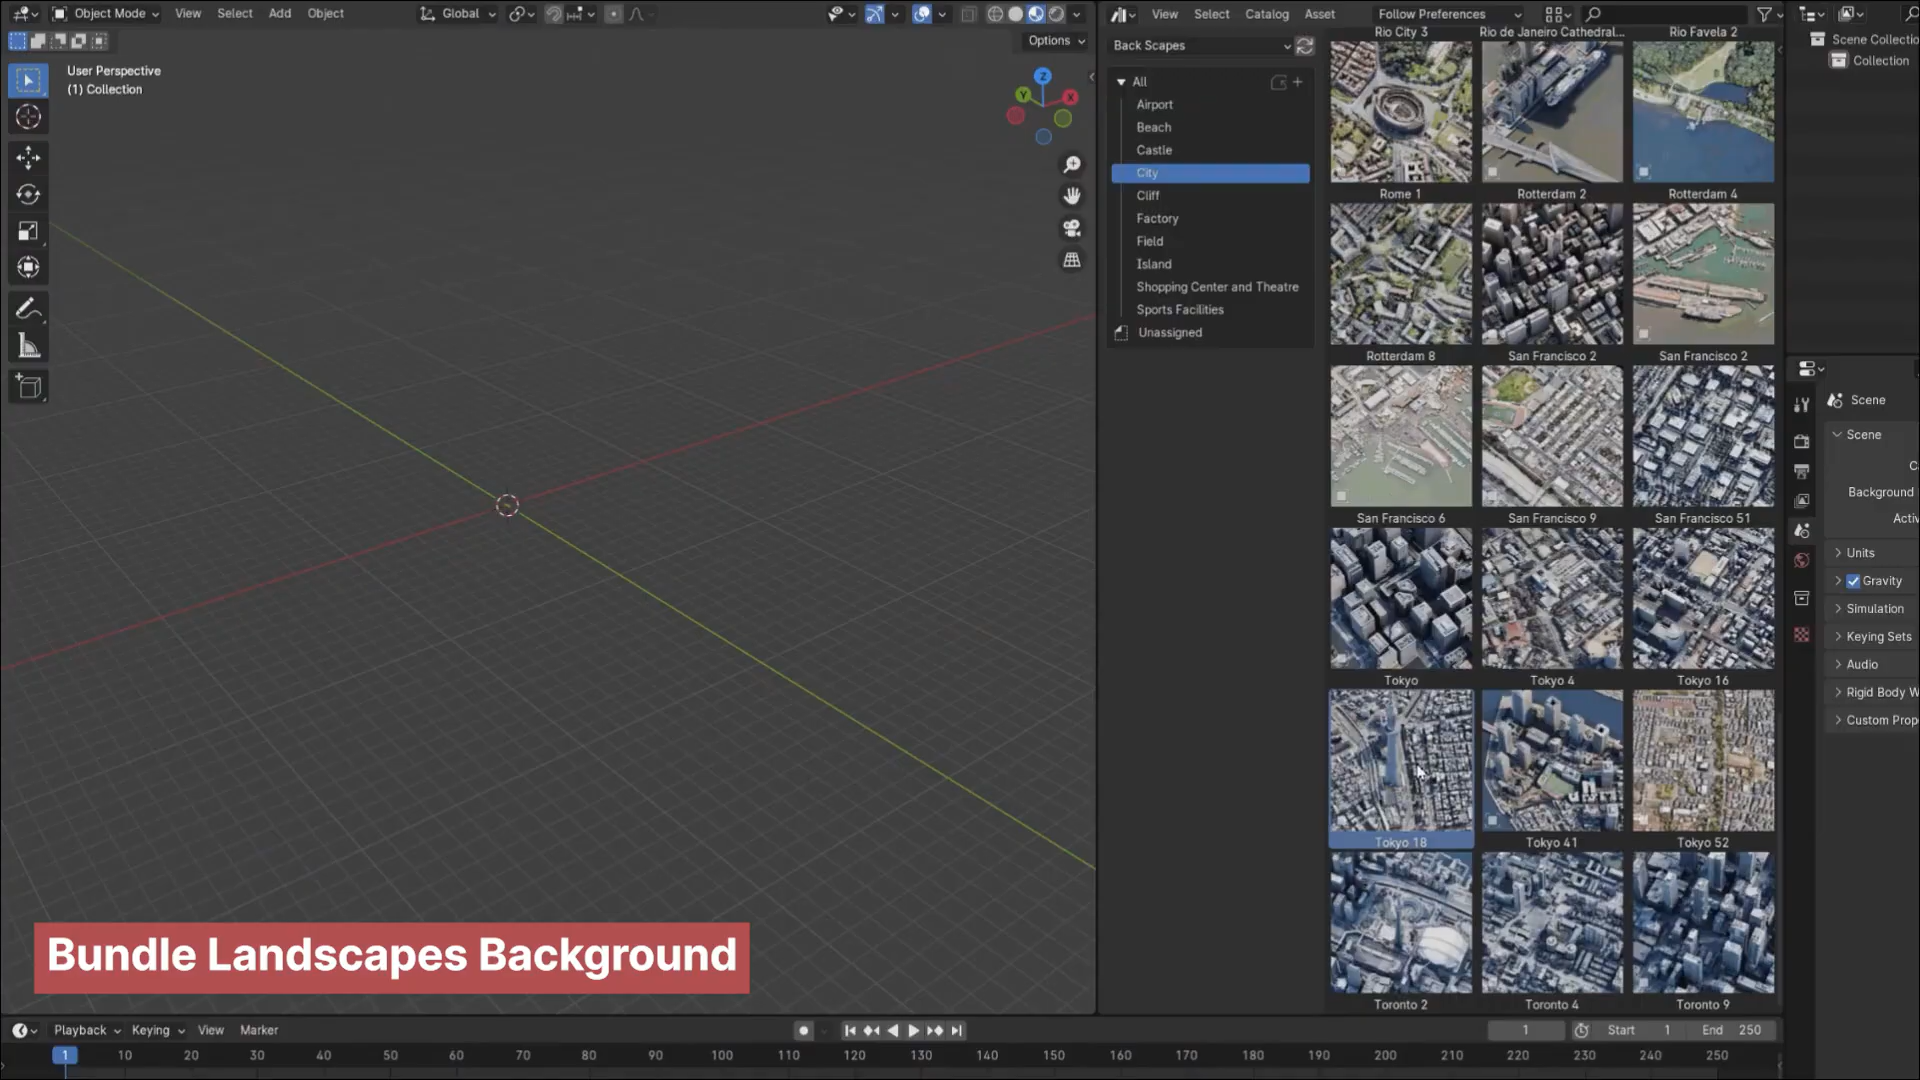 Object Mode View Select Add Object Global
Options
User Perspective
(1) Collection
Z
Y
X
View Select Catalog Asset Follow Preferences
Back Scapes
All
Airport
Beach
Castle
City
Cliff
Factory
Field
Island
Shopping Center and Theatre
Sports Facilities
Unassigned
Rio City 3 Rio de Janeiro Cathedral... Rio Favela 2
Rome 1 Rotterdam 2 Rotterdam 4
Rotterdam 8 San Francisco 2 San Francisco 2
San Francisco 6 San Francisco 9 San Francisco 51
Tokyo Tokyo 4 Tokyo 16
Tokyo 18 Tokyo 41 Tokyo 52
Toronto 2 Toronto 4 Toronto 9
Scene Collectio
Collection
Scene
Scene
C
Background
Activ
Units
Gravity
Simulation
Keying Sets
Audio
Rigid Body W
Custom Prop
Bundle Landscapes Background
Playback Keying View Marker 1 Start 1 End 250
1 10 20 30 40 50 60 70 80 90 100 110 120 130 140 150 160 170 180 190 200 210 220 230 240 250